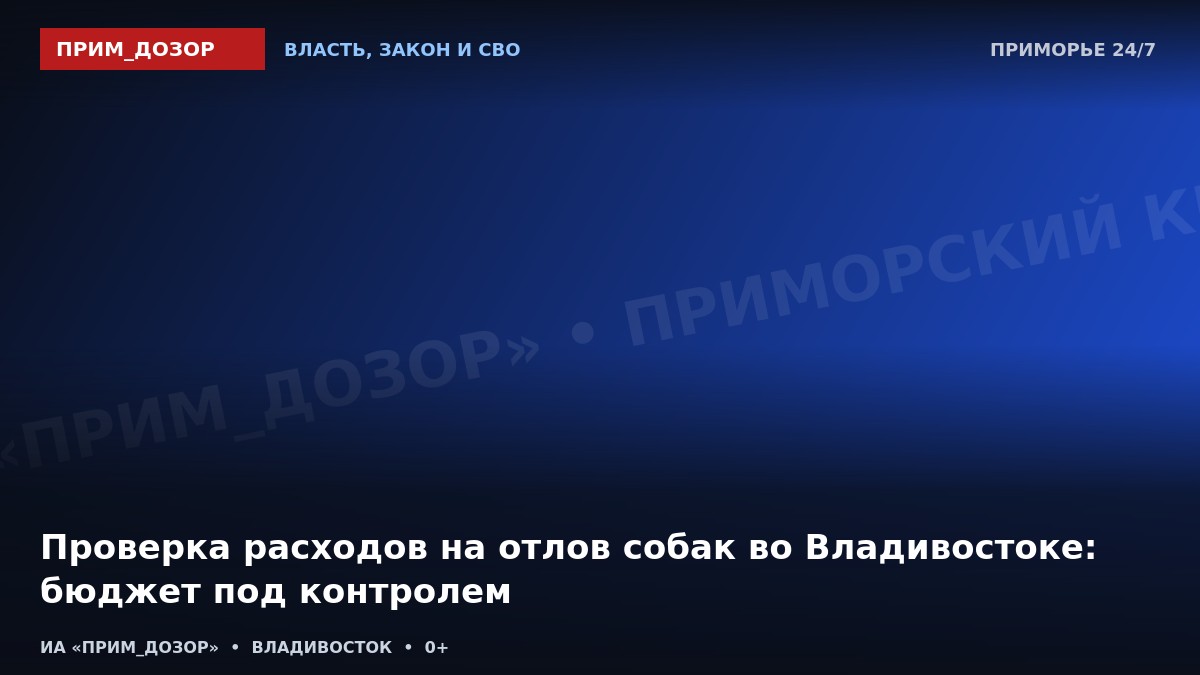 ПРИМ_ДОЗОР
ВЛАСТЬ, ЗАКОН И СВО
ПРИМОРЬЕ 24/7
«ПРИМ_ДОЗОР» • ПРИМОРСКИЙ
Проверка расходов на отлов собак во Владивостоке:
бюджет под контролем
ИА «ПРИМ_ДОЗОР» • ВЛАДИВОСТОК • 0+